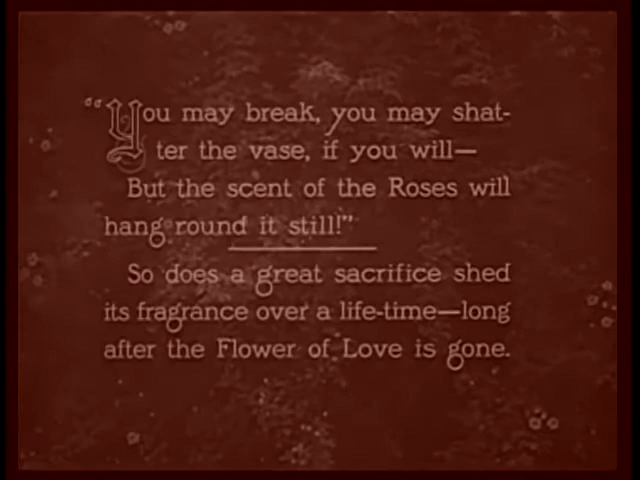 “You may break, you may shat-
ter the vase, if you will—
But the scent of the Roses will
hang round it still!”
So does a great sacrifice shed
its fragrance over a life-time—long
after the Flower of Love is gone.